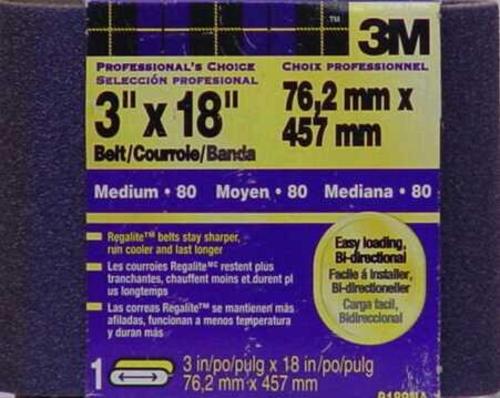 3M
Professional's Choice
Selección Profesional
Choix Professionnel
3" x 18"
Belt/Courroie/Banda
76,2 mm x
457 mm
Medium • 80 Moyen • 80 Mediana • 80
Regalite™ belts stay sharper,
run cooler and last longer
Les courroies Regalite MC restent plus
tranchantes, chauffent moins et durent pl
us longtemps
Las correas Regalite™ se mantienen más
afiladas, funcionan a menos temperatura
y duran más
Easy loading,
Bi-directional
Facile á installer,
Bi-directioneller
Carga facil,
Bidireccional
1 3 in/po/pulg x 18 in/po/pulg
76,2 mm x 457 mm